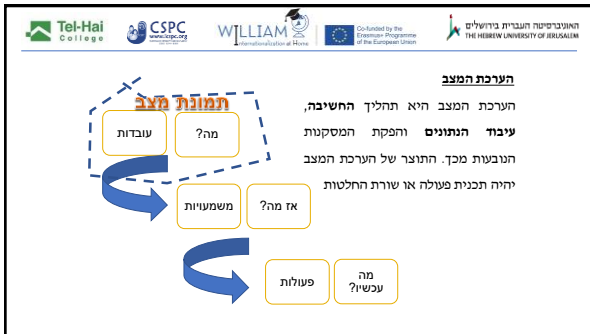 Tel-Hai
College
CSPC
www.icspc.org
WILLIAM
internationalization at Home
Co-funded by the
Erasmus+ Programme
of the European Union
האוניברסיטה העברית בירושלים
THE HEBREW UNIVERSITY OF JERUSALEM
הערכת המצב
הערכת המצב היא תהליך החשיבה,
עיבוד הנתונים והפקת המסקנות
הנובעות מכך. התוצר של הערכת המצב
יהיה תכנית פעולה או שורת החלטות
תמונת מצב
מה?
עובדות
אז מה?
משמעויות
מה
עכשיו?
פעולות